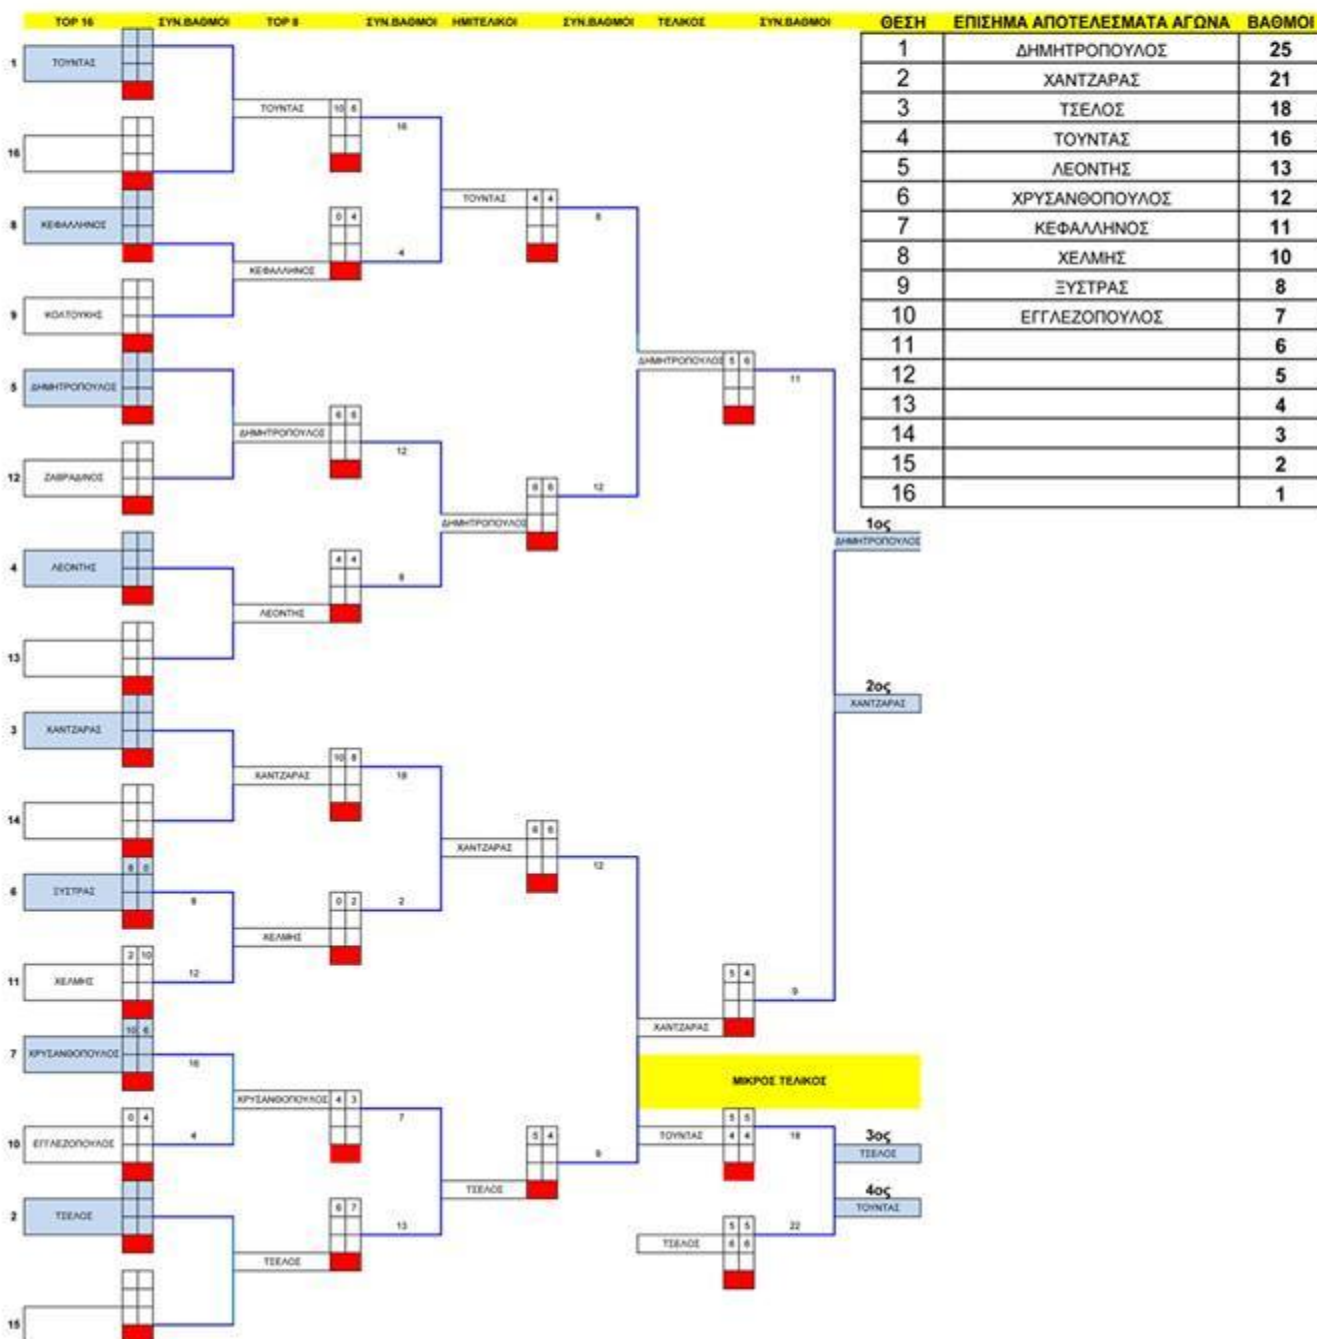 TOP 16 ΣΥΝ.ΒΑΘΜΟΙ TOP 8 ΣΥΝ.ΒΑΘΜΟΙ ΗΜΙΤΕΛΙΚΟΙ ΣΥΝ.ΒΑΘΜΟΙ ΤΕΛΙΚΟΣ ΣΥΝ.ΒΑΘΜΟΙ
ΘΕΣΗ ΕΠΙΣΗΜΑ ΑΠΟΤΕΛΕΣΜΑΤΑ ΑΓΩΝΑ ΒΑΘΜΟΙ
1 ΔΗΜΗΤΡΟΠΟΥΛΟΣ 25
2 ΧΑΝΤΖΑΡΑΣ 21
3 ΤΣΕΛΟΣ 18
4 ΤΟΥΝΤΑΣ 16
5 ΛΕΟΝΤΗΣ 13
6 ΧΡΥΣΑΝΘΟΠΟΥΛΟΣ 12
7 ΚΕΦΑΛΛΗΝΟΣ 11
8 ΧΕΛΜΗΣ 10
9 ΞΥΣΤΡΑΣ 8
10 ΕΓΓΛΕΖΟΠΟΥΛΟΣ 7
11 6
12 5
13 4
14 3
15 2
16 1
1 ΤΟΥΝΤΑΣ
16
8 ΚΕΦΑΛΛΗΝΟΣ
9 ΚΟΛΤΟΥΚΗΣ
5 ΔΗΜΗΤΡΟΠΟΥΛΟΣ
12 ΖΑΒΡΑΔΙΝΟΣ
4 ΛΕΟΝΤΗΣ
13
3 ΧΑΝΤΖΑΡΑΣ
14
6 ΞΥΣΤΡΑΣ 8 0 8
11 ΧΕΛΜΗΣ 2 10 12
7 ΧΡΥΣΑΝΘΟΠΟΥΛΟΣ 10 6 16
10 ΕΓΓΛΕΖΟΠΟΥΛΟΣ 0 4 4
2 ΤΣΕΛΟΣ
15
ΤΟΥΝΤΑΣ 10 6 16
ΚΕΦΑΛΛΗΝΟΣ 0 4 4
ΔΗΜΗΤΡΟΠΟΥΛΟΣ 6 6 12
ΛΕΟΝΤΗΣ 4 4 8
ΧΑΝΤΖΑΡΑΣ 10 8 18
ΧΕΛΜΗΣ 0 2 2
ΧΡΥΣΑΝΘΟΠΟΥΛΟΣ 4 3 7
ΤΣΕΛΟΣ 6 7 13
ΤΟΥΝΤΑΣ 4 4 8
ΔΗΜΗΤΡΟΠΟΥΛΟΣ 6 6 12
ΧΑΝΤΖΑΡΑΣ 6 6 12
ΤΣΕΛΟΣ 5 4 9
ΔΗΜΗΤΡΟΠΟΥΛΟΣ 5 6 11
ΧΑΝΤΖΑΡΑΣ 5 4 9
1ος
ΔΗΜΗΤΡΟΠΟΥΛΟΣ
2ος
ΧΑΝΤΖΑΡΑΣ
ΜΙΚΡΟΣ ΤΕΛΙΚΟΣ
ΤΟΥΝΤΑΣ 5 5 4 4 18
ΤΣΕΛΟΣ 5 5 6 6 22
3ος
ΤΣΕΛΟΣ
4ος
ΤΟΥΝΤΑΣ